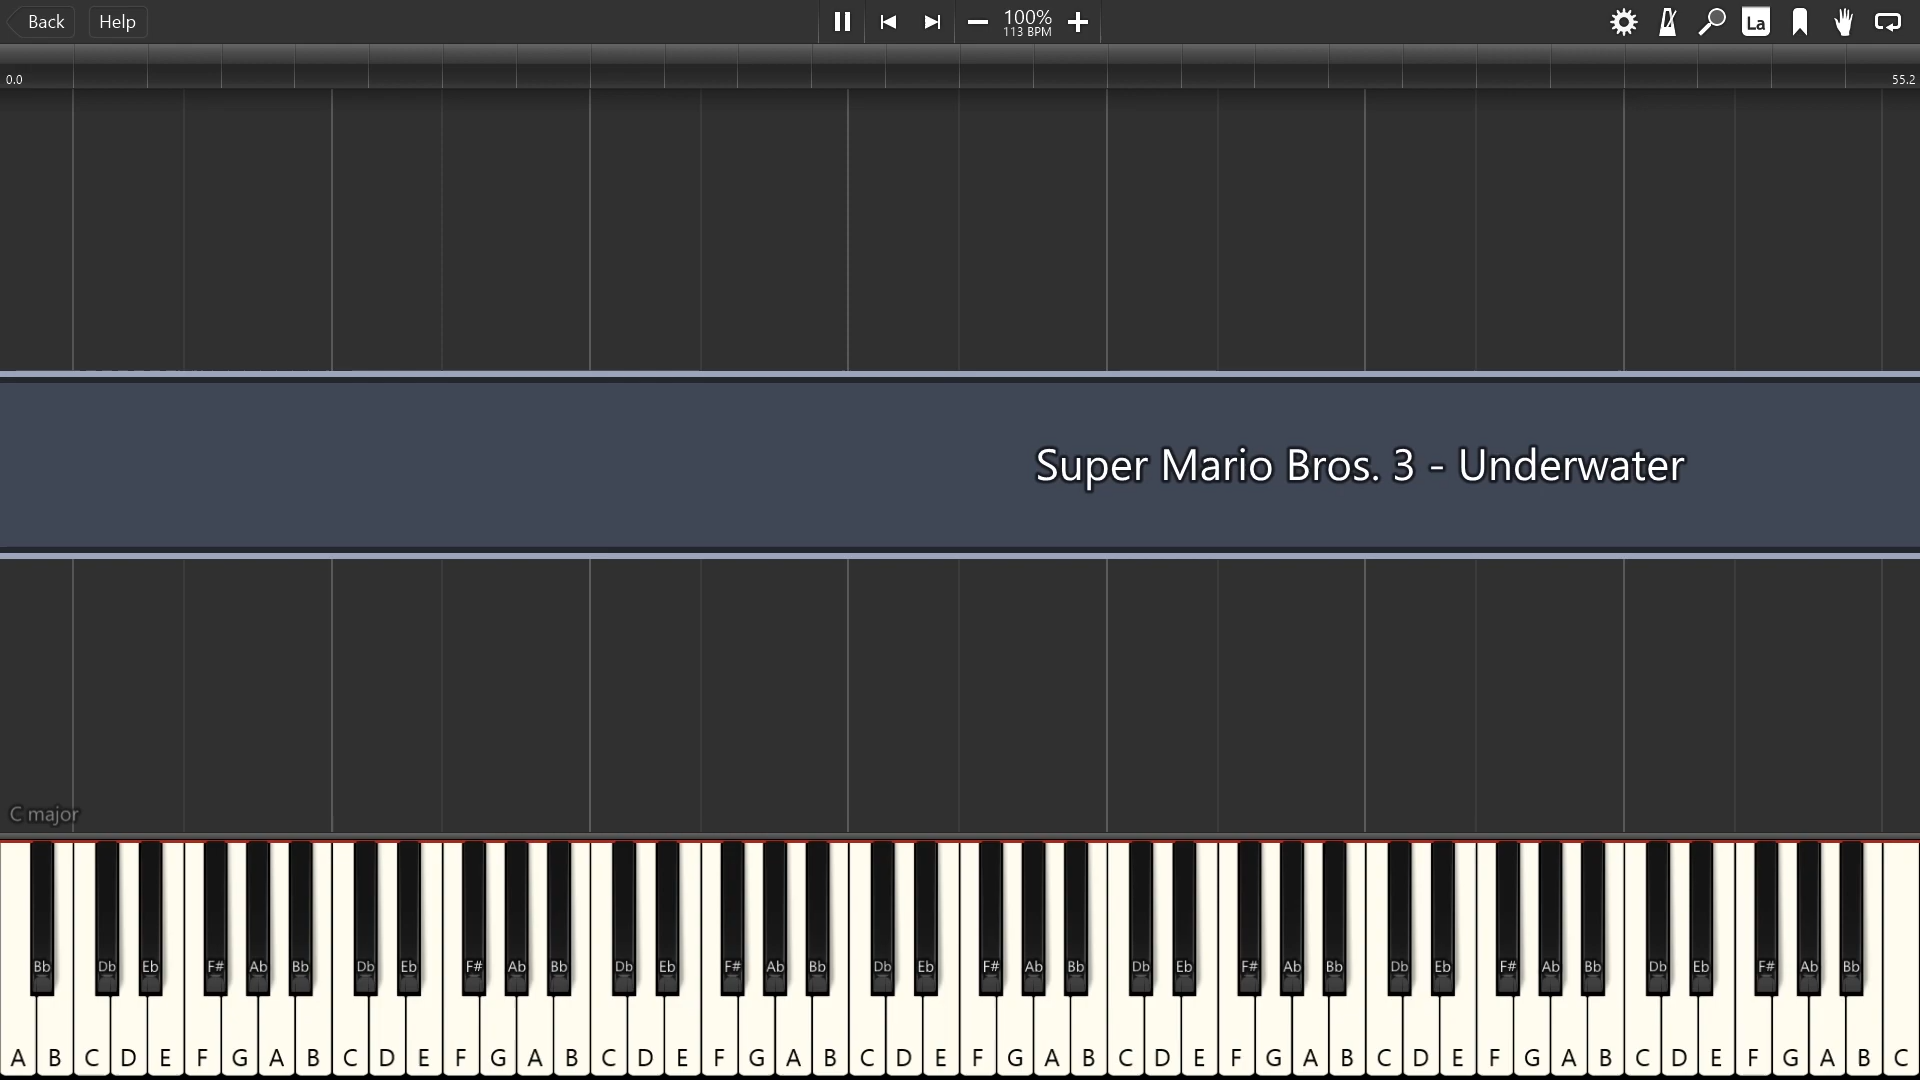 Back Help 100% La
113 BPM
0.0 55.2
Super Mario Bros. 3 - Underwater
C major
Bb Db Eb F# Ab Bb Db Eb F# Ab Bb Db Eb F# Ab Bb Db Eb F# Ab Bb Db Eb F# Ab Bb Db Eb F# Ab Bb Db Eb F# Ab Bb
A B C D E F G A B C D E F G A B C D E F G A B C D E F G A B C D E F G A B C D E F G A B C D E F G A B C